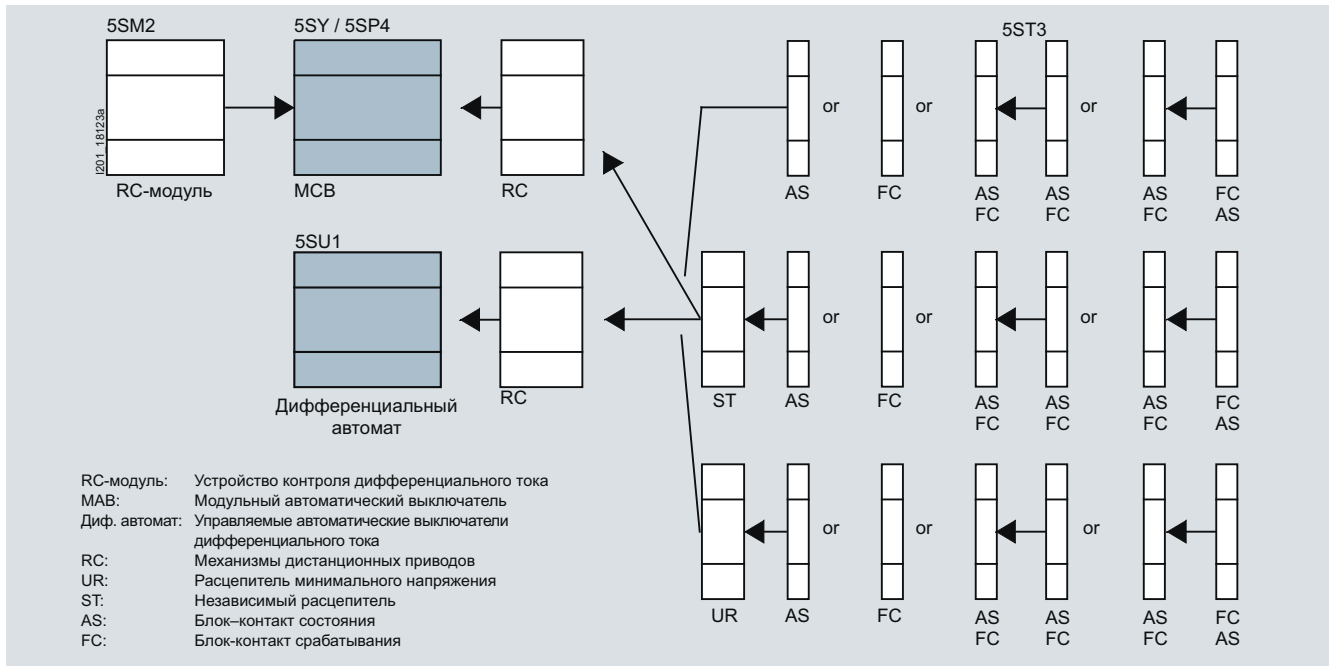 5SM2
5SY / 5SP4
5ST3
I201_18123a
or
or
or
RC-модуль
MCB
RC
AS
FC
AS
AS
AS
FC
FC
FC
FC
AS
5SU1
or
or
or
Дифференциальный
автомат
RC
ST
AS
FC
AS
AS
AS
FC
FC
FC
FC
AS
or
or
or
UR
AS
FC
AS
AS
AS
FC
FC
FC
FC
AS
RC-модуль: Устройство контроля дифференциального тока
МАВ: Модульный автоматический выключатель
Диф. автомат: Управляемые автоматические выключатели
дифференциального тока
RC: Механизмы дистанционных приводов
UR: Расцепитель минимального напряжения
ST: Независимый расцепитель
AS: Блок–контакт состояния
FC: Блок-контакт срабатывания